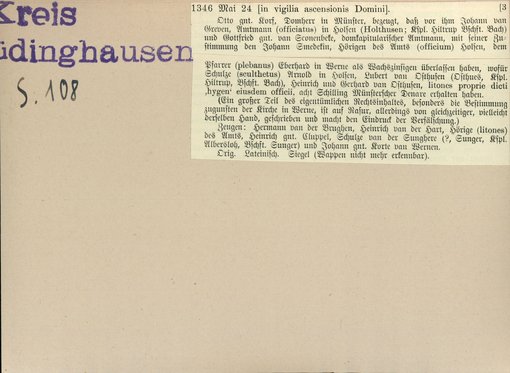 Kreis
üdinghausen
S. 108
1346 Mai 24 [in vigilia ascensionis Domini]. [3
Otto gnt. Korf, Domherr in Münster, bezeugt, daß vor ihm Johann van
Greven, Amtmann (officiatus) in Holsen (Holthusen; Kspl. Hiltrup Bschft. Bach)
und Gottfried gnt. van Sconenbeke, domkapitularischer Amtmann, mit seiner Zu-
stimmung den Johann Smedekin, Hörigen des Amts (officium) Holsen, dem
Pfarrer (plebanus) Eberhard in Werne als Wachszinsigen überlassen haben, wofür
Schulze (sculthetus) Arnold in Holsen, Lubert van Osthusen (Osthues, Kspl.
Hiltrup, Bschft. Bach), Heinrich und Gerhard van Osthusen, litones proprie dicti
‚hygen' eiusdem officii, acht Schilling Münsterscher Denare erhalten haben.
(Ein großer Teil des eigentümlichen Rechtsinhaltes, besonders die Bestimmung
zugunsten der Kirche in Werne, ist auf Rasur, allerdings von gleichzeitiger, vielleicht
derselben Hand, geschrieben und macht den Eindruck der Verfälschung.)
Zeugen: Hermann van der Brughen, Heinrich van der Hart, Hörige (litones)
des Amts, Heinrich gnt. Cluppel, Schulze van der Sunghere (?, Sunger, Kspl.
Albersloh, Bschft. Sunger) und Johann gnt. Korte van Wernen.
Orig. Lateinisch. Siegel (Wappen nicht mehr erkennbar).